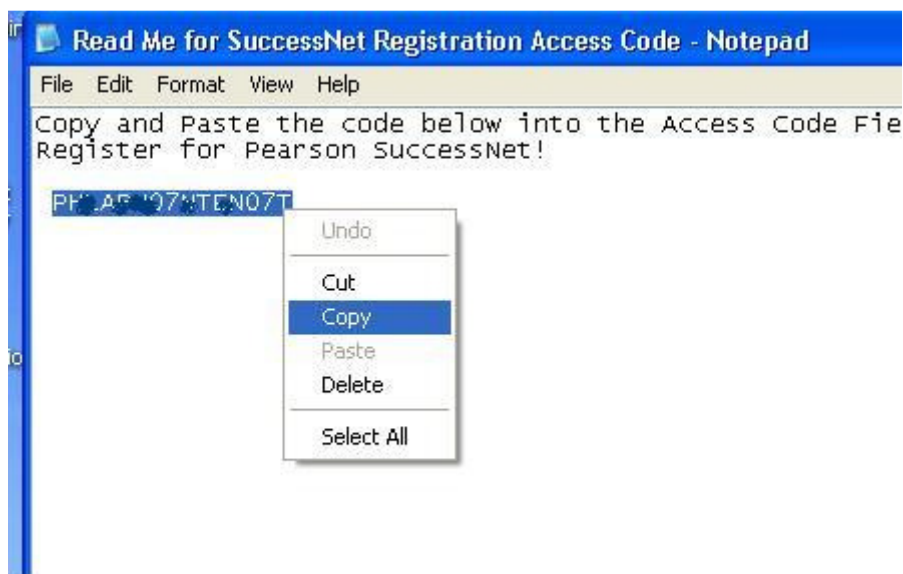 Read Me for SuccessNet Registration Access Code - Notepad
File Edit Format View Help
Copy and Paste the code below into the Access Code Fie
Register for Pearson SuccessNet!
Undo
Cut
Copy
Paste
Delete
Select All